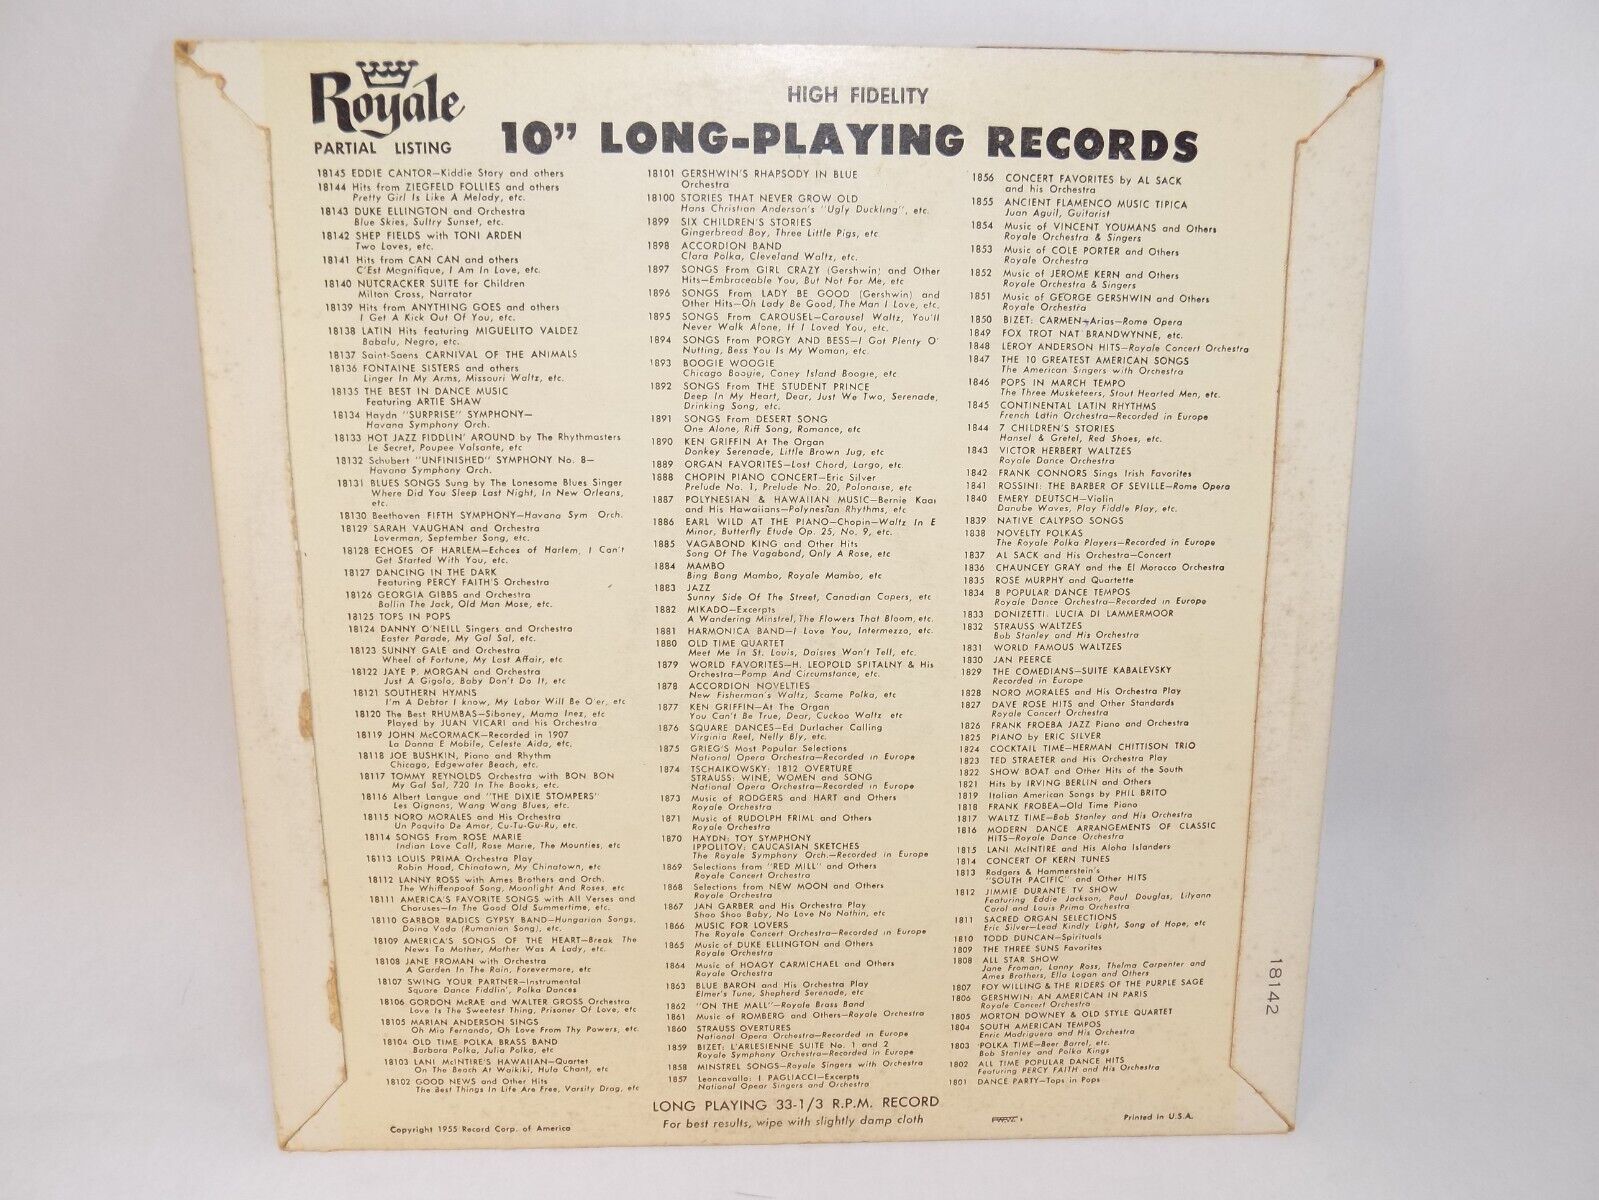 Royale
PARTIAL LISTING
HIGH FIDELITY
10” LONG-PLAYING RECORDS
18145 EDDIE CANTOR—Kiddie Story and others
18144 Hits from ZIEGFELD FOLLIES and others
Pretty Girl Is Like A Melody, etc.
18143 DUKE ELLINGTON and Orchestra
Blue Skies, Sultry Sunset, etc.
18142 SHEP FIELDS with TONI ARDEN
Two Loves, etc.
18141 Hits from CAN CAN and others
C'Est Magnifique, I Am In Love, etc.
18140 NUTCRACKER SUITE for Children
Milton Cross, Narrator
18139 Hits from ANYTHING GOES and others
I Get A Kick Out Of You, etc.
18138 LATIN Hits featuring MIGUELITO VALDEZ
Babalu, Negro, etc.
18137 Saint-Saens CARNIVAL OF THE ANIMALS
18136 FONTAINE SISTERS and others
Linger In My Arms, Missouri Waltz, etc.
18135 THE BEST IN DANCE MUSIC
Featuring ARTIE SHAW
18134 Haydn "SURPRISE" SYMPHONY—
Havana Symphony Orch.
18133 HOT JAZZ FIDDLIN' AROUND by The Rhythmasters
Le Secret, Poupee Valsante, etc
18132 Schubert "UNFINISHED" SYMPHONY No. 8—
Havana Symphony Orch.
18131 BLUES SONGS Sung by The Lonesome Blues Singer
Where Did You Sleep Last Night, In New Orleans,
etc.
18130 Beethoven FIFTH SYMPHONY—Havana Sym Orch.
18129 SARAH VAUGHAN and Orchestra
Loverman, September Song, etc.
18128 ECHOES OF HARLEM—Echoes of Harlem, I Can't
Get Started With You, etc.
18127 DANCING IN THE DARK
Featuring PERCY FAITH'S Orchestra
18126 GEORGIA GIBBS and Orchestra
Ballin The Jack, Old Man Mose, etc.
18125 TOPS IN POPS
18124 DANNY O'NEILL Singers and Orchestra
Easter Parade, My Gal Sal, etc.
18123 SUNNY GALE and Orchestra
Wheel of Fortune, My Last Affair, etc
18122 JAYE P. MORGAN and Orchestra
Just A Gigolo, Baby Don't Do It, etc
18121 SOUTHERN HYMNS
I'm A Debtor I know, My Labor Will Be O'er, etc
18120 The Best RHUMBAS—Siboney, Mama Inez, etc
Played by JUAN VICARI and his Orchestra
18119 JOHN McCORMACK—Recorded in 1907
La Donna E Mobile, Celeste Aida, etc.
18118 JOE BUSHKIN, Piano and Rhythm
Chicago, Edgewater Beach, etc.
18117 TOMMY REYNOLDS Orchestra with BON BON
My Gal Sal, 720 In The Books, etc.
18116 Albert Langue and "THE DIXIE STOMPERS"
Les Oignons, Wang Wang Blues, etc.
18115 NORO MORALES and His Orchestra
Un Poquito De Amor, Cu-Tu-Gu-Ru, etc.
18114 SONGS From ROSE MARIE
Indian Love Call, Rose Marie, The Mounties, etc
18113 LOUIS PRIMA Orchestra Play
Robin Hood, Chinatown, My Chinatown, etc
18112 LANNY ROSS with Ames Brothers and Orch.
The Whiffenpoof Song, Moonlight And Roses, etc
18111 AMERICA'S FAVORITE SONGS with All Verses and
Choruses—In The Good Old Summertime, etc.
18110 GARBOR RADICS GYPSY BAND—Hungarian Songs,
Doina Voda (Rumanian Song), etc.
18109 AMERICA'S SONGS OF THE HEART—Break The
News To Mother, Mother Was A Lady, etc.
18108 JANE FROMAN with Orchestra
A Garden In The Rain, Forevermore, etc
18107 SWING YOUR PARTNER—Instrumental
Square Dance Fiddlin', Polka Dances
18106 GORDON McRAE and WALTER GROSS Orchestra
Love Is The Sweetest Thing, Prisoner Of Love, etc
18105 MARIAN ANDERSON SINGS
Oh Mio Fernando, Oh Love From Thy Powers, etc.
18104 OLD TIME POLKA BRASS BAND
Barbara Polka, Julia Polka, etc
18103 LANI McINTIRE'S HAWAIIAN—Quartet
On The Beach At Waikiki, Hula Chant, etc
18102 GOOD NEWS and Other Hits
The Best Things In Life Are Free, Varsity Drag, etc
18101 GERSHWIN'S RHAPSODY IN BLUE
Orchestra
18100 STORIES THAT NEVER GROW OLD
Hans Christian Anderson's "Ugly Duckling", etc.
1899 SIX CHILDREN'S STORIES
Gingerbread Boy, Three Little Pigs, etc
1898 ACCORDION BAND
Clara Polka, Cleveland Waltz, etc.
1897 SONGS From GIRL CRAZY (Gershwin) and Other
Hits—Embraceable You, But Not For Me, etc
1896 SONGS From LADY BE GOOD (Gershwin) and
Other Hits—Oh Lady Be Good, The Man I Love, etc.
1895 SONGS From CAROUSEL—Carousel Waltz, You'll
Never Walk Alone, If I Loved You, etc.
1894 SONGS From PORGY AND BESS—I Got Plenty O'
Nutting, Bess You Is My Woman, etc.
1893 BOOGIE WOOGIE
Chicago Boogie, Coney Island Boogie, etc.
1892 SONGS From THE STUDENT PRINCE
Deep In My Heart, Dear, Just We Two, Serenade,
Drinking Song, etc.
1891 SONGS From DESERT SONG
One Alone, Riff Song, Romance, etc
1890 KEN GRIFFIN At The Organ
Donkey Serenade, Little Brown Jug, etc
1889 ORGAN FAVORITES—Lost Chord, Largo, etc.
1888 CHOPIN PIANO CONCERT—Eric Silver
Prelude No. 1, Prelude No. 20, Polonaise, etc
1887 POLYNESIAN & HAWAIIAN MUSIC—Bernie Kaai
and His Hawaiians—Polynesian Rhythms, etc
1886 EARL WILD AT THE PIANO—Chopin—Waltz In E
Minor, Butterfly Etude Op. 25, No. 9, etc.
1885 VAGABOND KING and Other Hits
Song Of The Vagabond, Only A Rose, etc
1884 MAMBO
Bing Bang Mambo, Royale Mambo, etc
1883 JAZZ
Sunny Side Of The Street, Canadian Capers, etc
1882 MIKADO—Excerpts
A Wandering Minstrel, The Flowers That Bloom, etc.
1881 HARMONICA BAND—I Love You, Intermezzo, etc.
1880 OLD TIME QUARTET
Meet Me In St. Louis, Daisies Won't Tell, etc.
1879 WORLD FAVORITES—H. LEOPOLD SPITALNY & His
Orchestra—Pomp And Circumstance, etc.
1878 ACCORDION NOVELTIES
New Fisherman's Waltz, Scame Polka, etc
1877 KEN GRIFFIN—At The Organ
You Can't Be True, Dear, Cuckoo Waltz etc
1876 SQUARE DANCES—Ed Durlacher Calling
Virginia Reel, Nelly Bly, etc.
1875 GRIEG'S Most Popular Selections
National Opera Orchestra—Recorded in Europe
1874 TSCHAIKOWSKY: 1812 OVERTURE
STRAUSS: WINE, WOMEN and SONG
National Opera Orchestra—Recorded in Europe
1873 Music of RODGERS and HART and Others
Royale Orchestra
1871 Music of RUDOLPH FRIML and Others
Royale Orchestra
1870 HAYDN: TOY SYMPHONY
IPPOLITOV: CAUCASIAN SKETCHES
The Royale Symphony Orch.—Recorded in Europe
1869 Selections from "RED MILL" and Others
Royale Concert Orchestra
1868 Selections from NEW MOON and Others
Royale Orchestra
1867 JAN GARBER and His Orchestra Play
Shoo Shoo Baby, No Love No Nothin, etc
1866 MUSIC FOR LOVERS
The Royale Concert Orchestra—Recorded in Europe
1865 Music of DUKE ELLINGTON and Others
Royale Orchestra
1864 Music of HOAGY CARMICHAEL and Others
Royale Orchestra
1863 BLUE BARON and His Orchestra Play
Elmer's Tune, Shepherd Serenade, etc
1862 "ON THE MALL"—Royale Brass Band
1861 Music of ROMBERG and Others—Royale Orchestra
1860 STRAUSS OVERTURES
National Opera Orchestra—Recorded in Europe
1859 BIZET: L'ARLESIENNE SUITE No. 1 and 2
Royale Symphony Orchestra—Recorded in Europe
1858 MINSTREL SONGS—Royale Singers with Orchestra
1857 Leoncavallo: I PAGLIACCI—Excerpts
National Opear Singers and Orchestra
1856 CONCERT FAVORITES by AL SACK
and his Orchestra
1855 ANCIENT FLAMENCO MUSIC TIPICA
Juan Aguil, Guitarist
1854 Music of VINCENT YOUMANS and Others
Royale Orchestra & Singers
1853 Music of COLE PORTER and Others
Royale Orchestra
1852 Music of JEROME KERN and Others
Royale Orchestra & Singers
1851 Music of GEORGE GERSHWIN and Others
Royale Orchestra
1850 BIZET: CARMEN—Arias—Rome Opera
1849 FOX TROT NAT BRANDWYNNE, etc.
1848 LEROY ANDERSON HITS—Royale Concert Orchestra
1847 THE 10 GREATEST AMERICAN SONGS
The American Singers with Orchestra
1846 POPS IN MARCH TEMPO
The Three Musketeers, Stout Hearted Men, etc.
1845 CONTINENTAL LATIN RHYTHMS
French Latin Orchestra—Recorded in Europe
1844 7 CHILDREN'S STORIES
Hansel & Gretel, Red Shoes, etc.
1843 VICTOR HERBERT WALTZES
Royale Dance Orchestra
1842 FRANK CONNORS Sings Irish Favorites
1841 ROSSINI: THE BARBER OF SEVILLE—Rome Opera
1840 EMERY DEUTSCH—Violin
Danube Waves, Play Fiddle Play, etc.
1839 NATIVE CALYPSO SONGS
1838 NOVELTY POLKAS
The Royale Polka Players—Recorded in Europe
1837 AL SACK and His Orchestra—Concert
1836 CHAUNCEY GRAY and the El Morocco Orchestra
1835 ROSE MURPHY and Quartette
1834 8 POPULAR DANCE TEMPOS
Royale Dance Orchestra—Recorded in Europe
1833 DONIZETTI: LUCIA DI LAMMERMOOR
1832 STRAUSS WALTZES
Bob Stanley and His Orchestra
1831 WORLD FAMOUS WALTZES
1830 JAN PEERCE
1829 THE COMEDIANS—SUITE KABALEVSKY
Recorded in Europe
1828 NORO MORALES and His Orchestra Play
1827 DAVE ROSE HITS and Other Standards
Royale Concert Orchestra
1826 FRANK FROEBA JAZZ Piano and Orchestra
1825 PIANO by ERIC SILVER
1824 COCKTAIL TIME—HERMAN CHITTISON TRIO
1823 TED STRAETER and His Orchestra Play
1822 SHOW BOAT and Other Hits of the South
1821 Hits by IRVING BERLIN and Others
1819 Italian American Songs by PHIL BRITO
1818 FRANK FROBEA—Old Time Piano
1817 WALTZ TIME—Bob Stanley and His Orchestra
1816 MODERN DANCE ARRANGEMENTS OF CLASSIC
HITS—Royale Dance Orchestra
1815 LANI McINTIRE and His Aloha Islanders
1814 CONCERT OF KERN TUNES
1813 Rodgers & Hammerstein's
"SOUTH PACIFIC" and Other HITS
1812 JIMMIE DURANTE TV SHOW
Featuring Eddie Jackson, Paul Douglas, Lilyann
Carol and Louis Prima Orchestra
1811 SACRED ORGAN SELECTIONS
Eric Silver—Lead Kindly Light, Song of Hope, etc
1810 TODD DUNCAN—Spirituals
1809 THE THREE SUNS Favorites
1808 ALL STAR SHOW
Jane Froman, Lanny Ross, Thelma Carpenter and
Ames Brothers, Ella Logan and Others
1807 FOY WILLING & THE RIDERS OF THE PURPLE SAGE
1806 GERSHWIN: AN AMERICAN IN PARIS
Royale Concert Orchestra
1805 MORTON DOWNEY & OLD STYLE QUARTET
1804 SOUTH AMERICAN TEMPOS
Enric Madriguera and His Orchestra
1803 POLKA TIME—Beer Barrel, etc.
Bob Stanley and Polka Kings
1802 ALL TIME POPULAR DANCE HITS
Featuring PERCY FAITH and His Orchestra
1801 DANCE PARTY—Tops in Pops
18142
LONG PLAYING 33-1/3 R.P.M. RECORD
For best results, wipe with slightly damp cloth
Copyright 1955 Record Corp. of America
Printed in U.S.A.